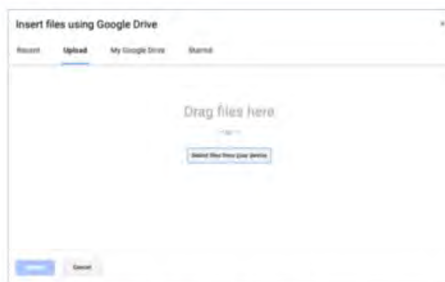 Insert files using Google Drive
Recent Upload My Google Drive Starred
Drag files here
Select files from your device
Cancel